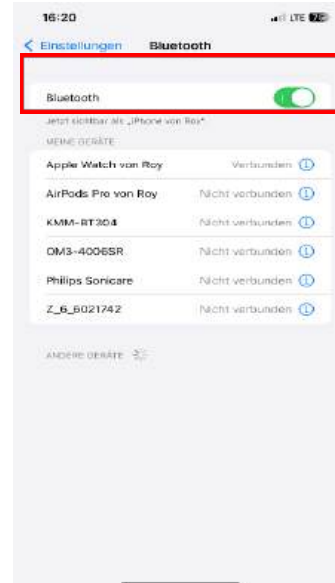 16:20
LTE
Einstellungen Bluetooth
Bluetooth
Jetzt sichtbar als „iPhone von Roy“
MEINE GERÄTE
Apple Watch von Roy Verbunden
AirPods Pro von Roy Nicht verbunden
KMM-BT304 Nicht verbunden
OM3-4006SR Nicht verbunden
Philips Sonicare Nicht verbunden
Z_6_6021742 Nicht verbunden
ANDERE GERÄTE